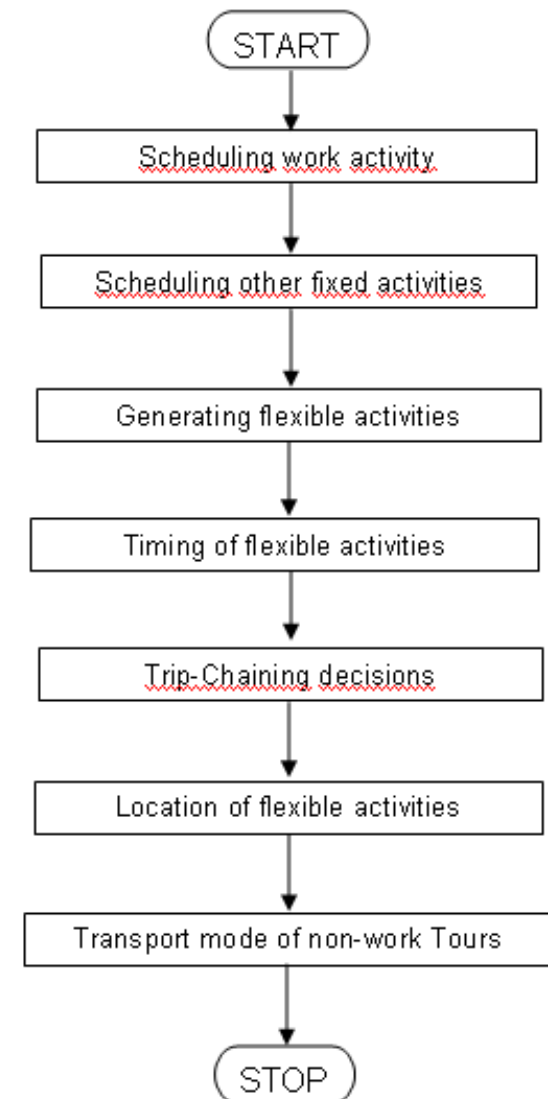 START
Scheduling work activity
Scheduling other fixed activities
Generating flexible activities
Timing of flexible activities
Trip-Chaining decisions
Location of flexible activities
Transport mode of non-work Tours
STOP